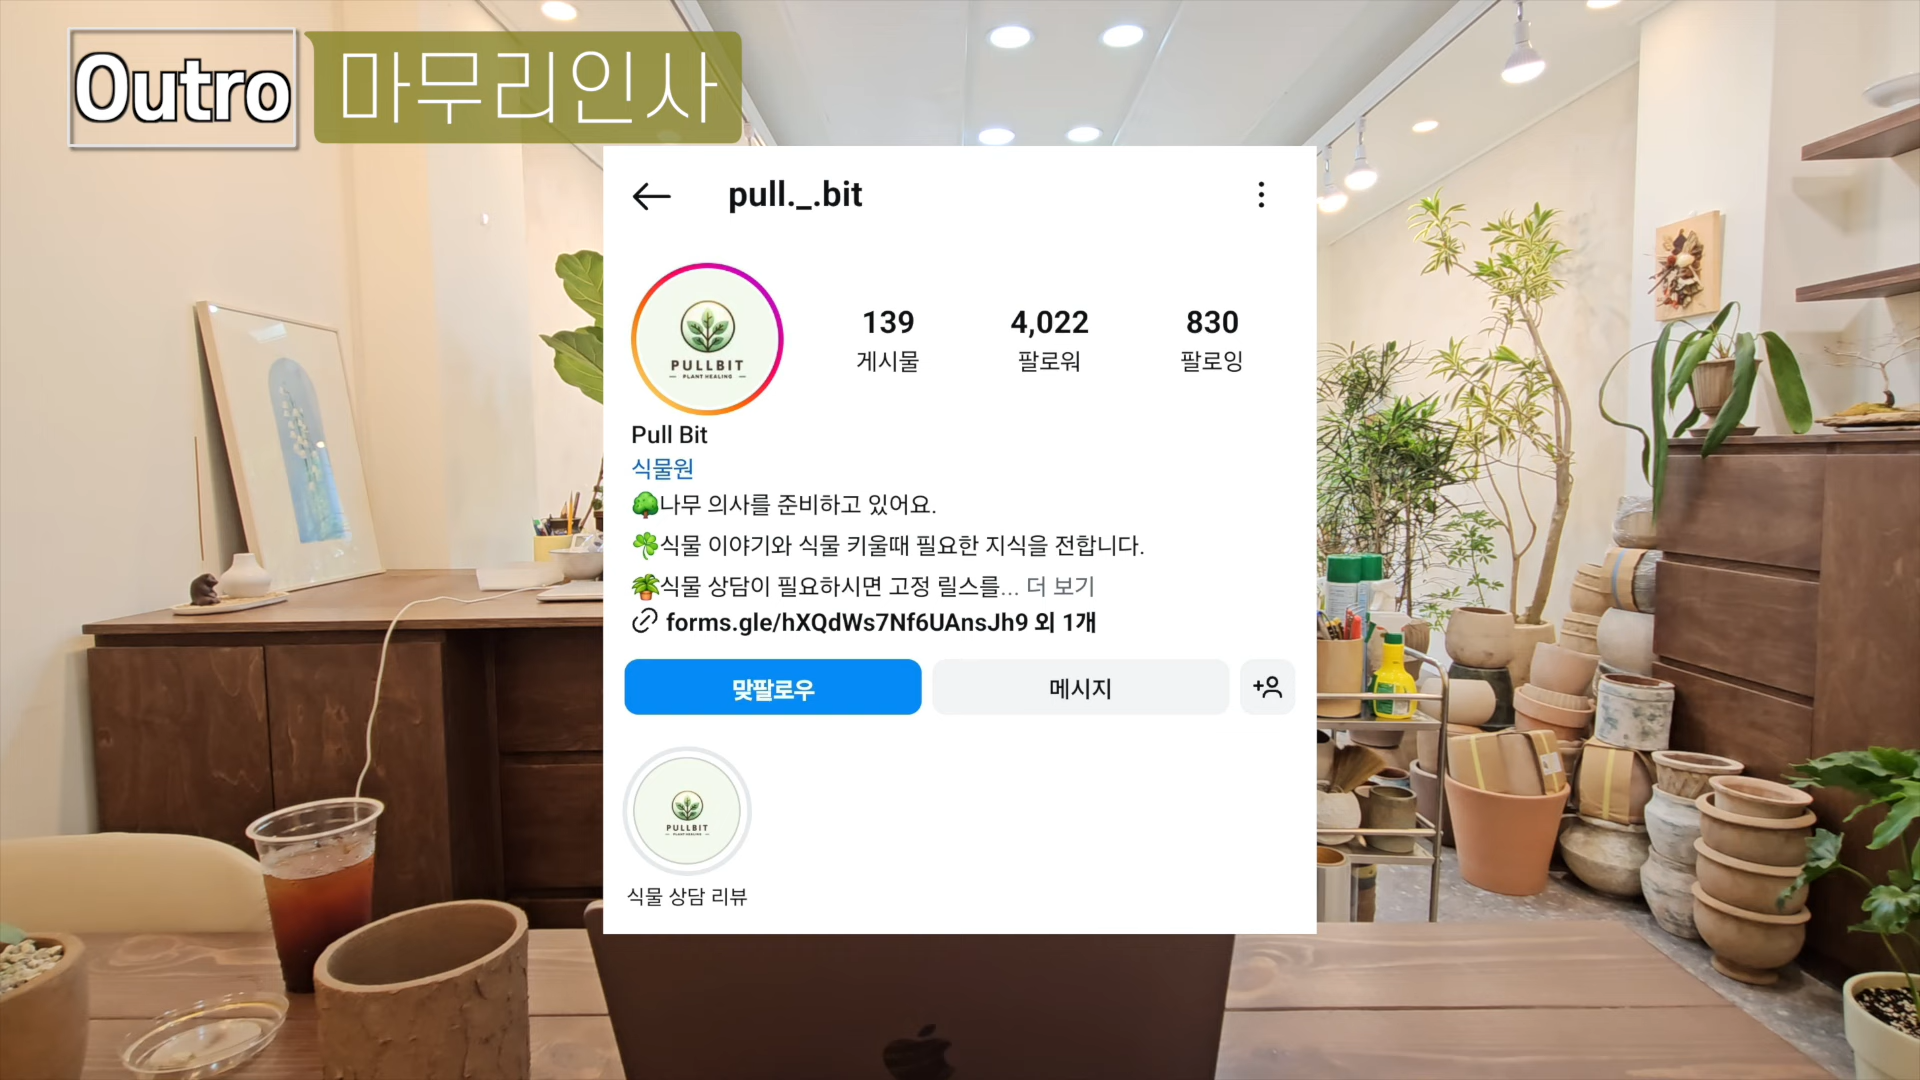 Outro 마무리인사
pull._.bit
PULLBIT
PLANT HEALING
139 4,022 830
게시물 팔로워 팔로잉
Pull Bit
식물원
🌳나무 의사를 준비하고 있어요.
☘️식물 이야기와 식물 키울때 필요한 지식을 전합니다.
🪴식물 상담이 필요하시면 고정 릴스를... 더 보기
forms.gle/hXQdWs7Nf6UAnsJh9 외 1개
맞팔로우 메시지
PULLBIT
PLANT HEALING
식물 상담 리뷰